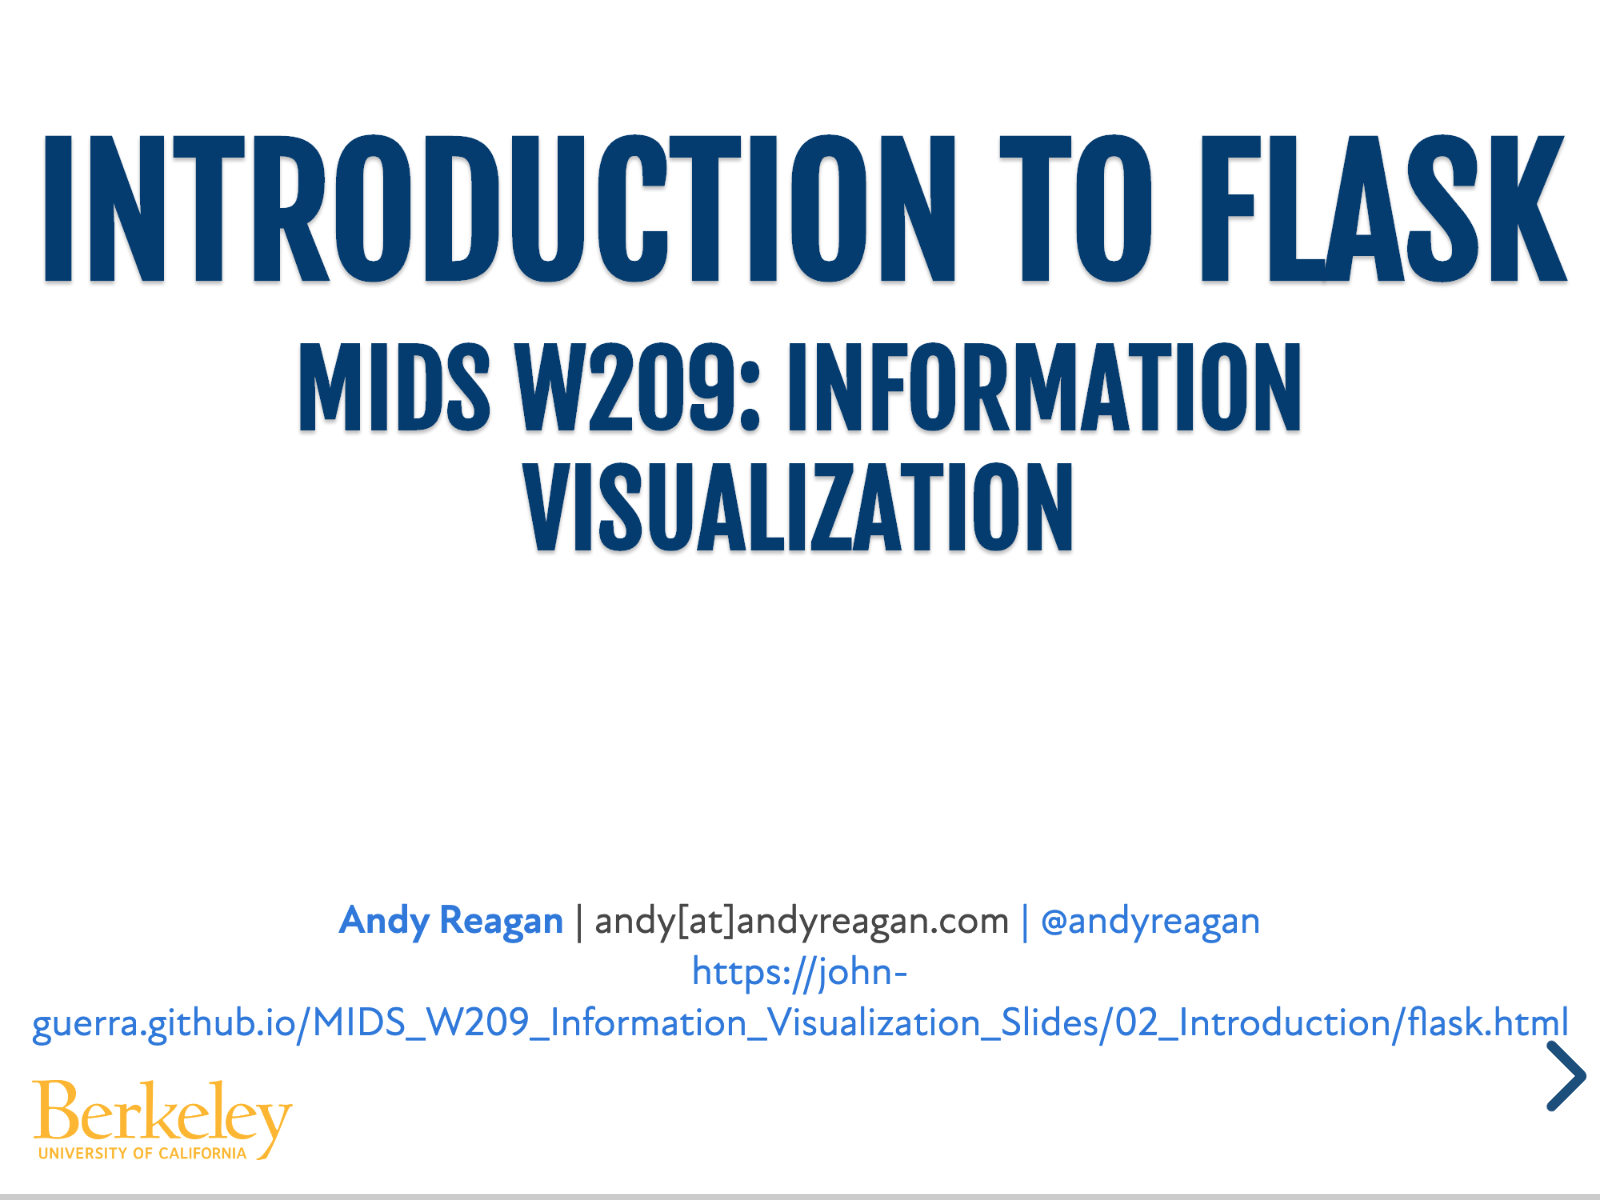 INTRODUCTION TO FLASK
MIDS W209: INFORMATION
VISUALIZATION
Andy Reagan | andy[at]andyreagan.com | @andyreagan
https://john-
guerra.github.io/MIDS_W209_Information_Visualization_Slides/02_Introduction/flask.html
Berkeley
UNIVERSITY OF CALIFORNIA